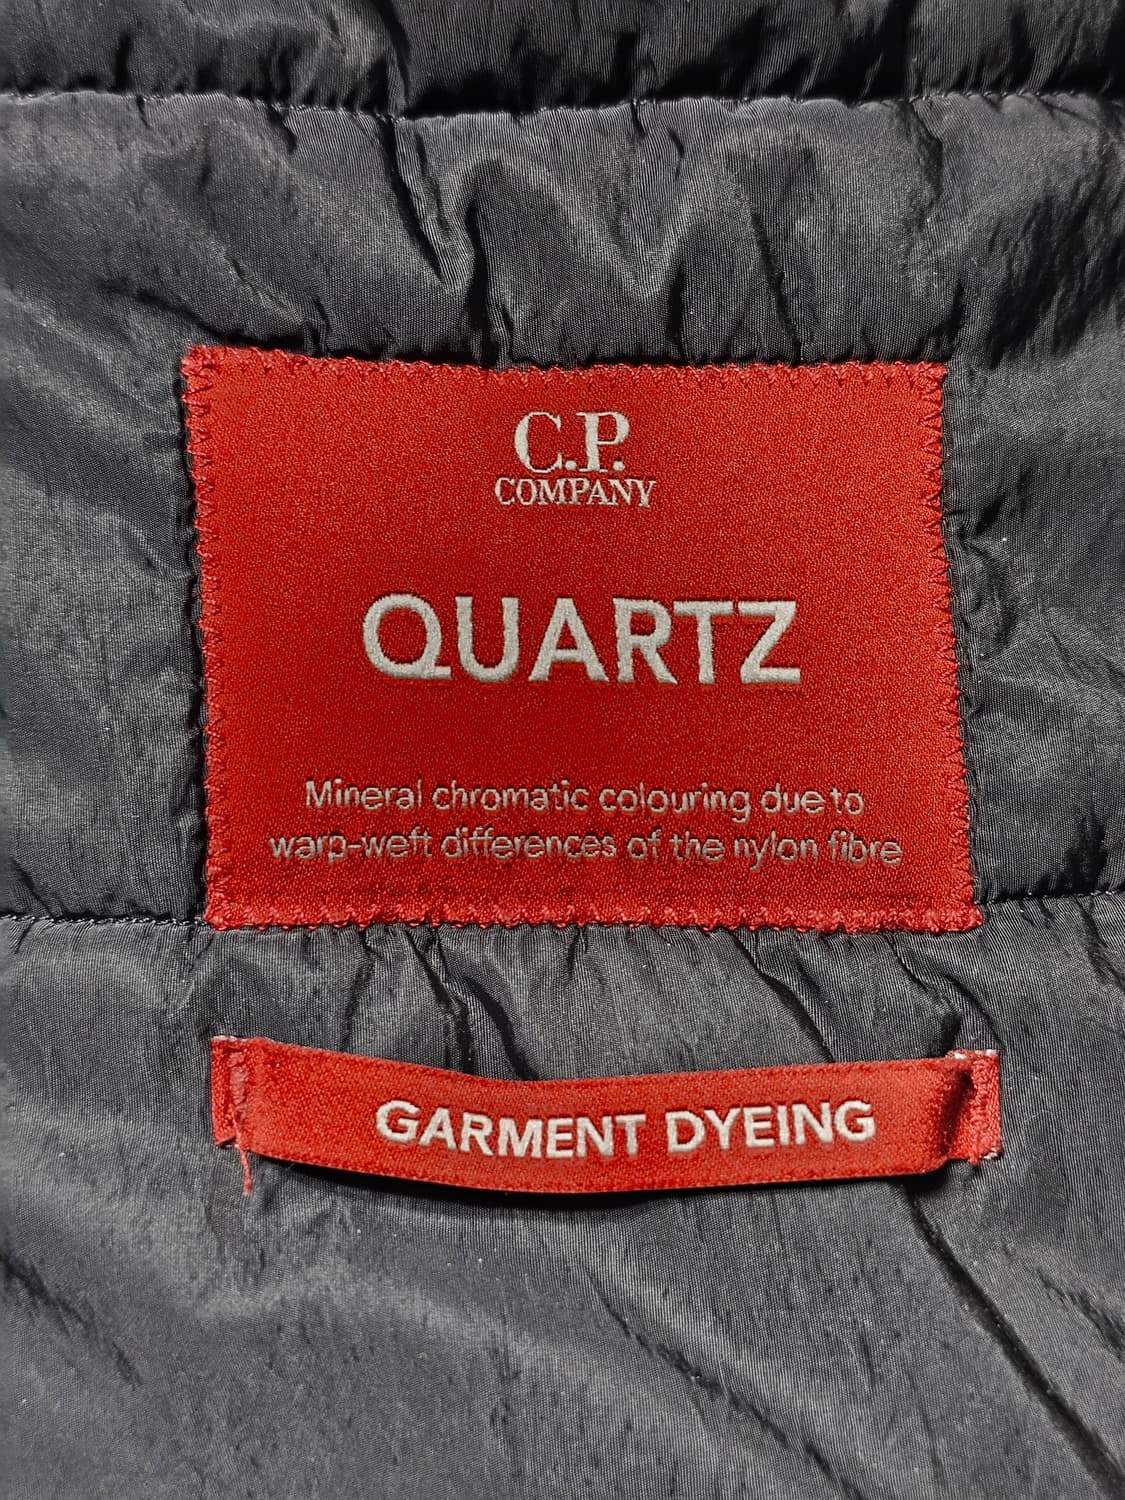 C.P.
COMPANY
QUARTZ
Mineral chromatic colouring due to
warp-weft differences of the nylon fibre
GARMENT DYEING